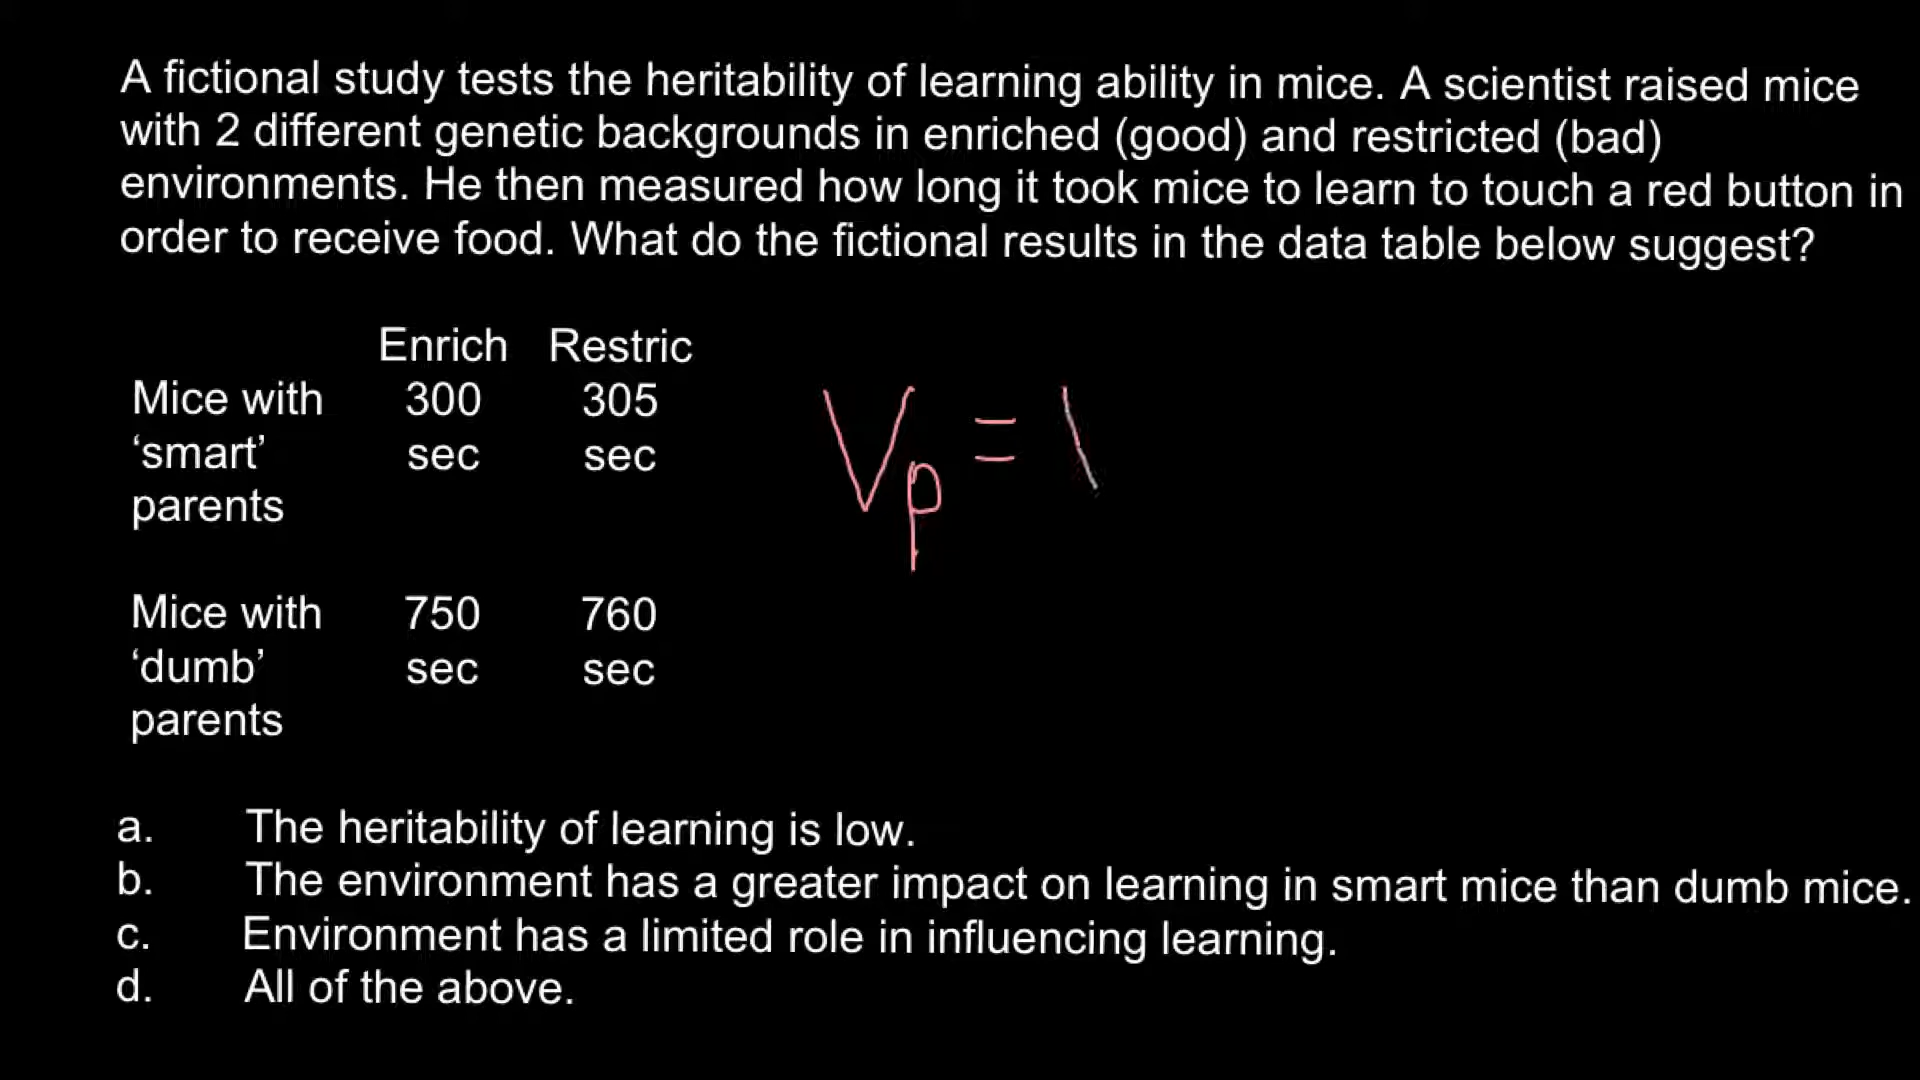 A fictional study tests the heritability of learning ability in mice. A scientist raised mice
with 2 different genetic backgrounds in enriched (good) and restricted (bad)
environments. He then measured how long it took mice to learn to touch a red button in
order to receive food. What do the fictional results in the data table below suggest?
Enrich Restric
Mice with 300 305
‘smart’ sec sec
parents
Vp = \
Mice with 750 760
‘dumb’ sec sec
parents
a. The heritability of learning is low.
b. The environment has a greater impact on learning in smart mice than dumb mice.
c. Environment has a limited role in influencing learning.
d. All of the above.